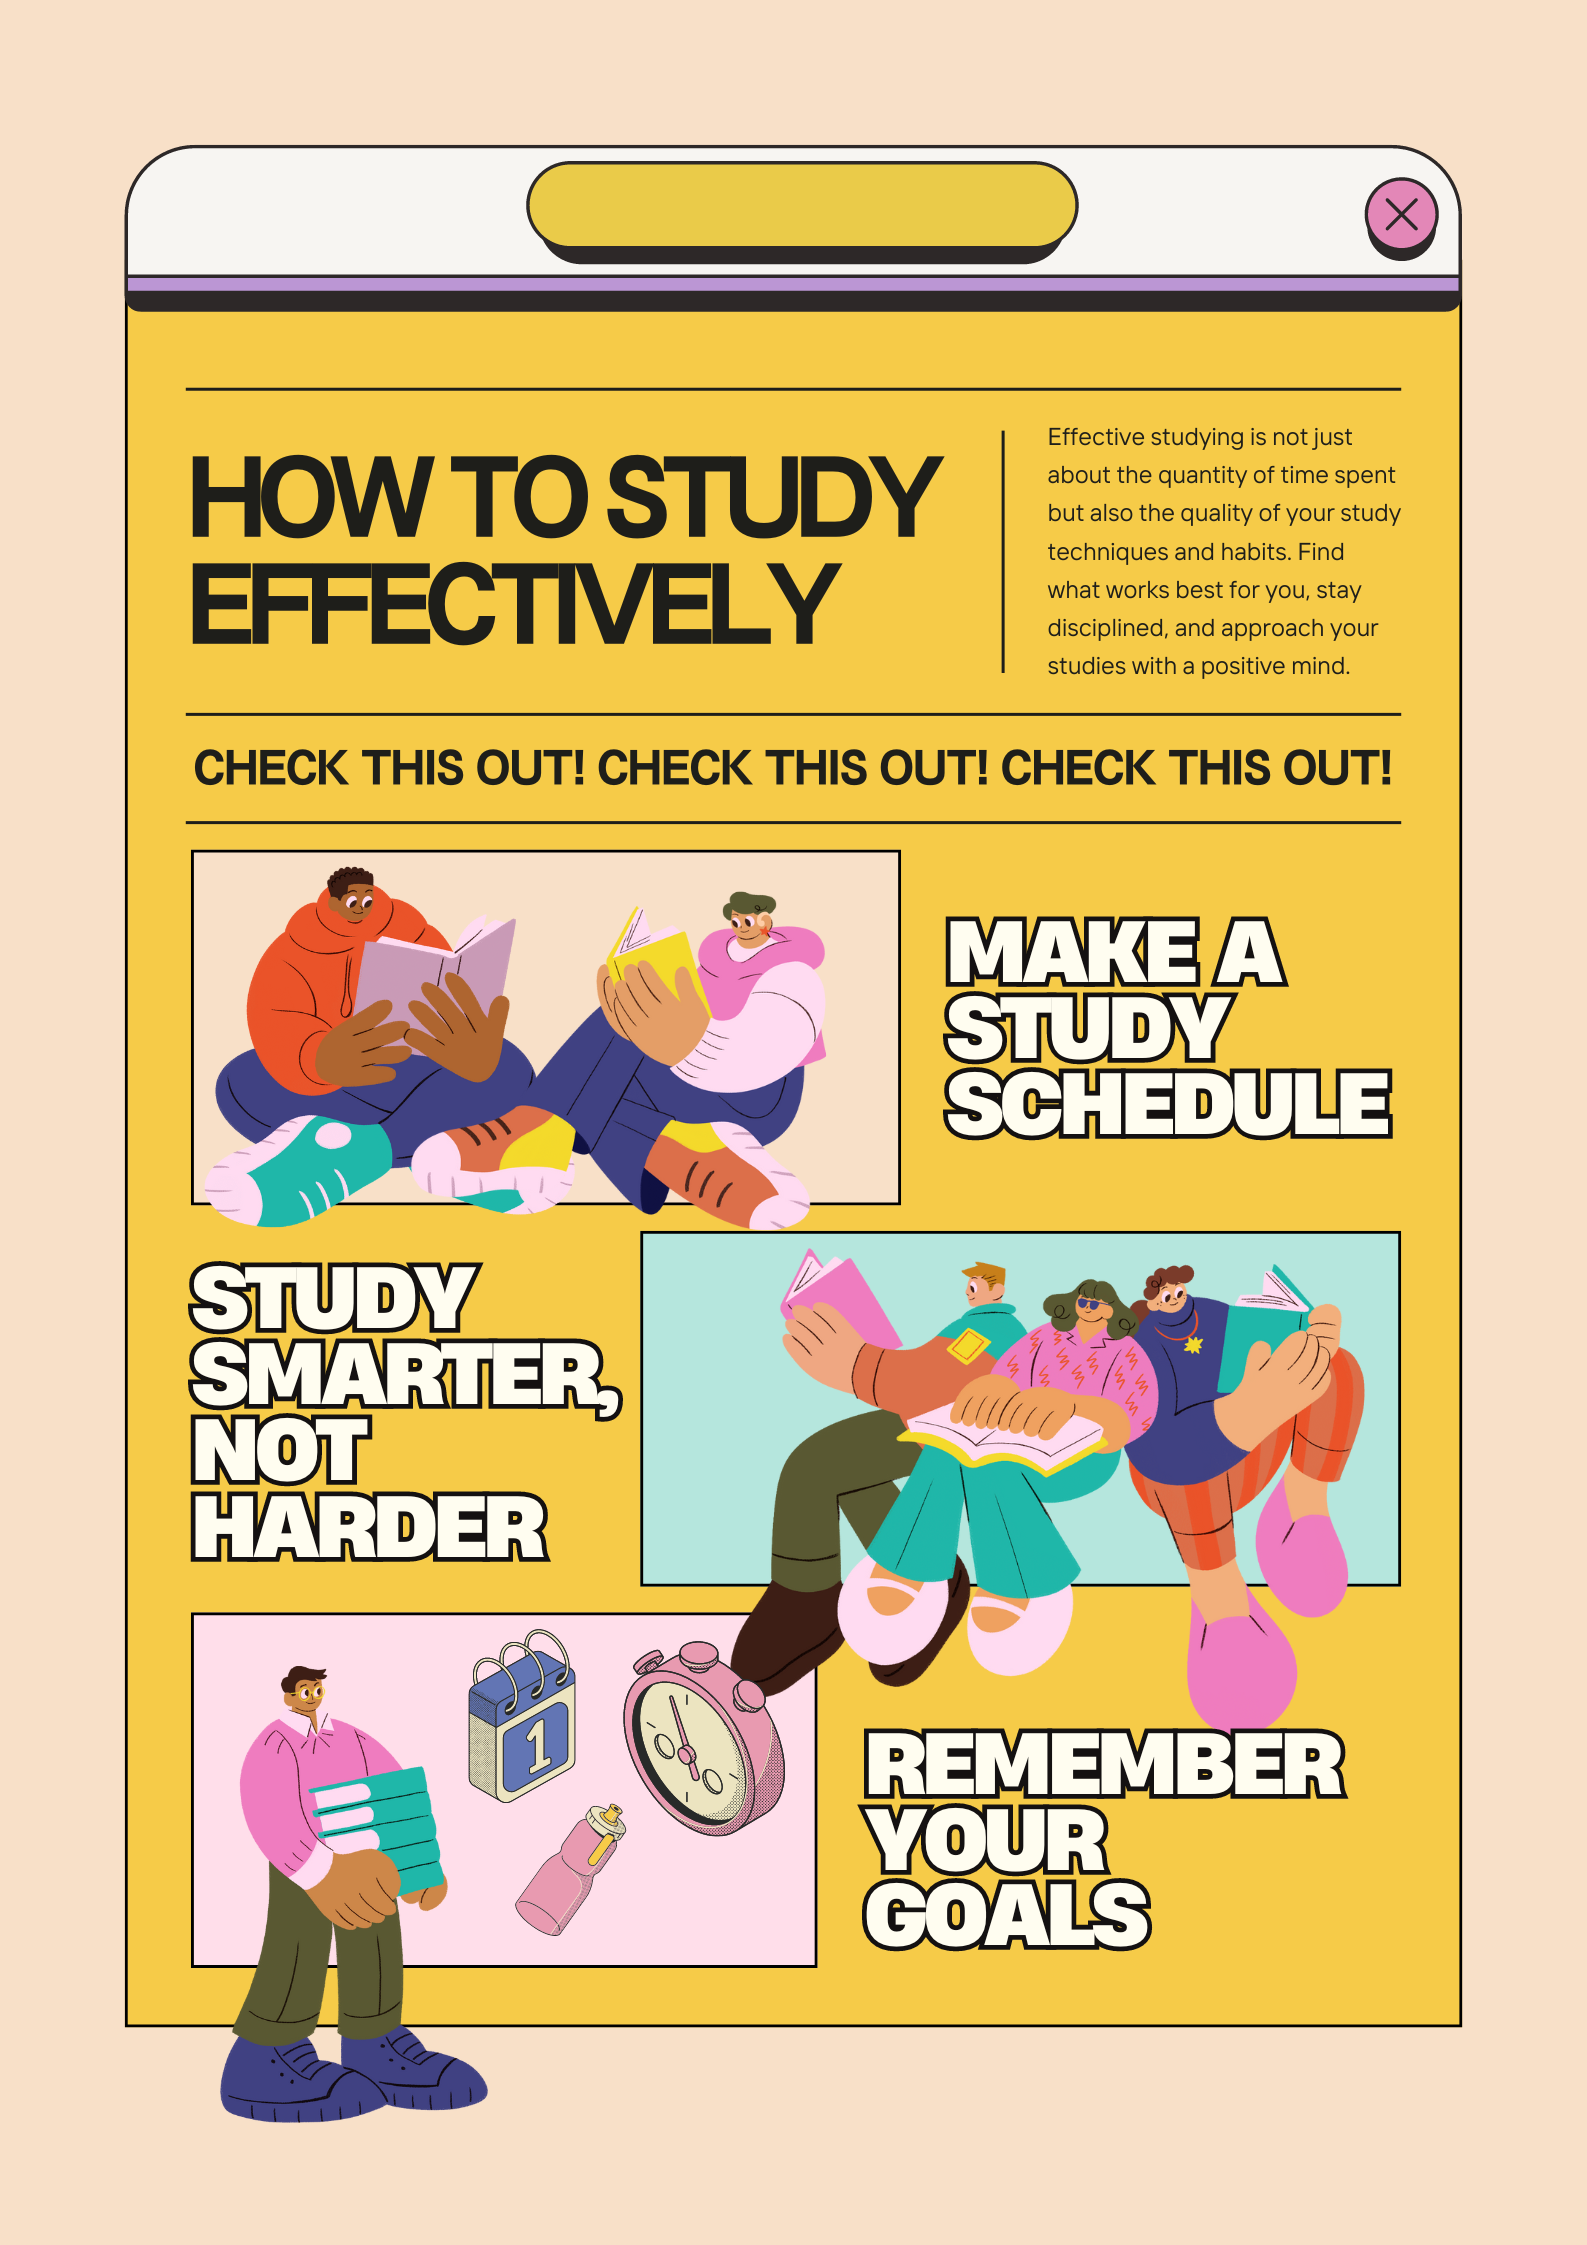 HOW TO STUDY
EFFECTIVELY
Effective studying is not just
about the quantity of time spent
but also the quality of your study
techniques and habits. Find
what works best for you, stay
disciplined, and approach your
studies with a positive mind.
CHECK THIS OUT! CHECK THIS OUT! CHECK THIS OUT!
MAKE A
STUDY
SCHEDULE
STUDY
SMARTER,
NOT
HARDER
1
REMEMBER
YOUR
GOALS